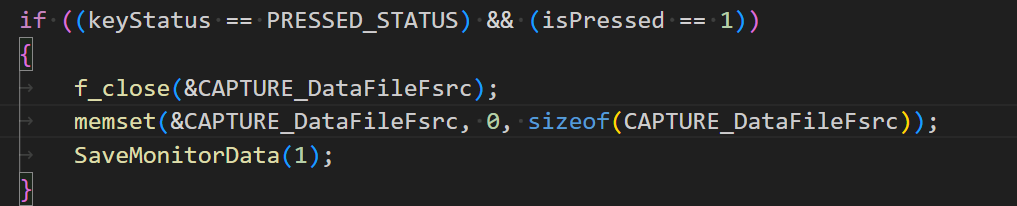 if ((keyStatus == PRESSED_STATUS) && (isPressed == 1))
{
f_close(&CAPTURE_DataFileFsrc);
memset(&CAPTURE_DataFileFsrc, 0, sizeof(CAPTURE_DataFileFsrc));
SaveMonitorData(1);
}